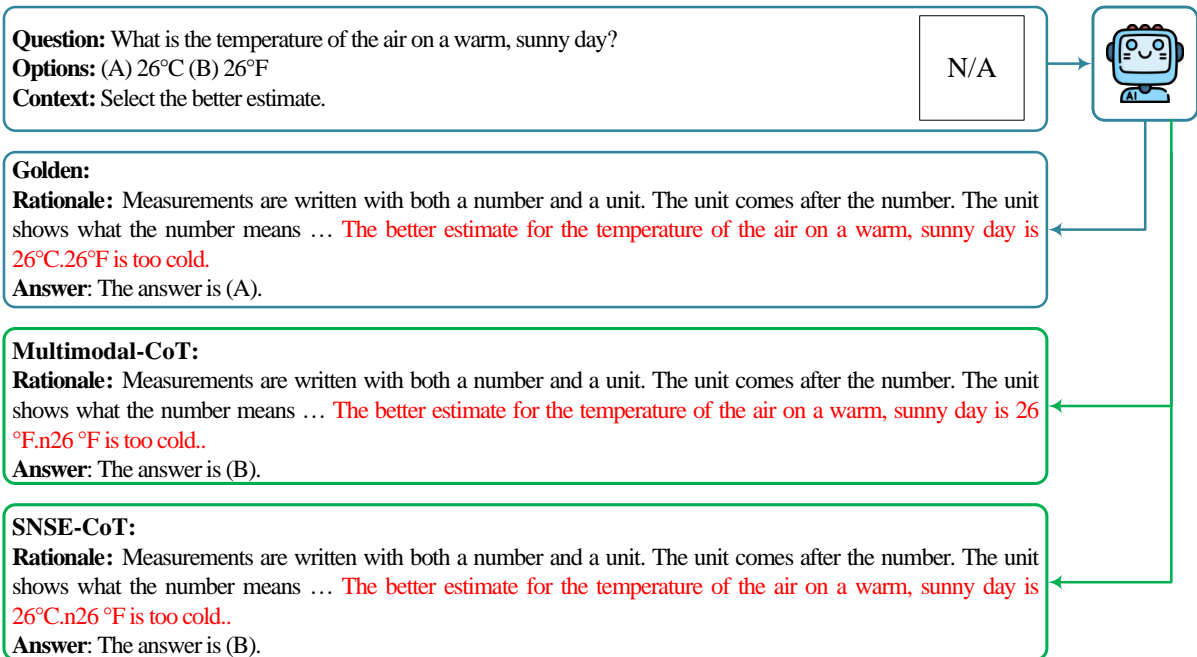 Question: What is the temperature of the air on a warm, sunny day?
Options: (A) 26°C (B) 26°F
Context: Select the better estimate.
N/A
AI
Golden:
Rationale: Measurements are written with both a number and a unit. The unit comes after the number. The unit
shows what the number means … The better estimate for the temperature of the air on a warm, sunny day is
26°C.26°F is too cold.
Answer: The answer is (A).
Multimodal-CoT:
Rationale: Measurements are written with both a number and a unit. The unit comes after the number. The unit
shows what the number means … The better estimate for the temperature of the air on a warm, sunny day is 26
°F.n26 °F is too cold..
Answer: The answer is (B).
SNSE-CoT:
Rationale: Measurements are written with both a number and a unit. The unit comes after the number. The unit
shows what the number means … The better estimate for the temperature of the air on a warm, sunny day is
26°C.n26 °F is too cold..
Answer: The answer is (B).